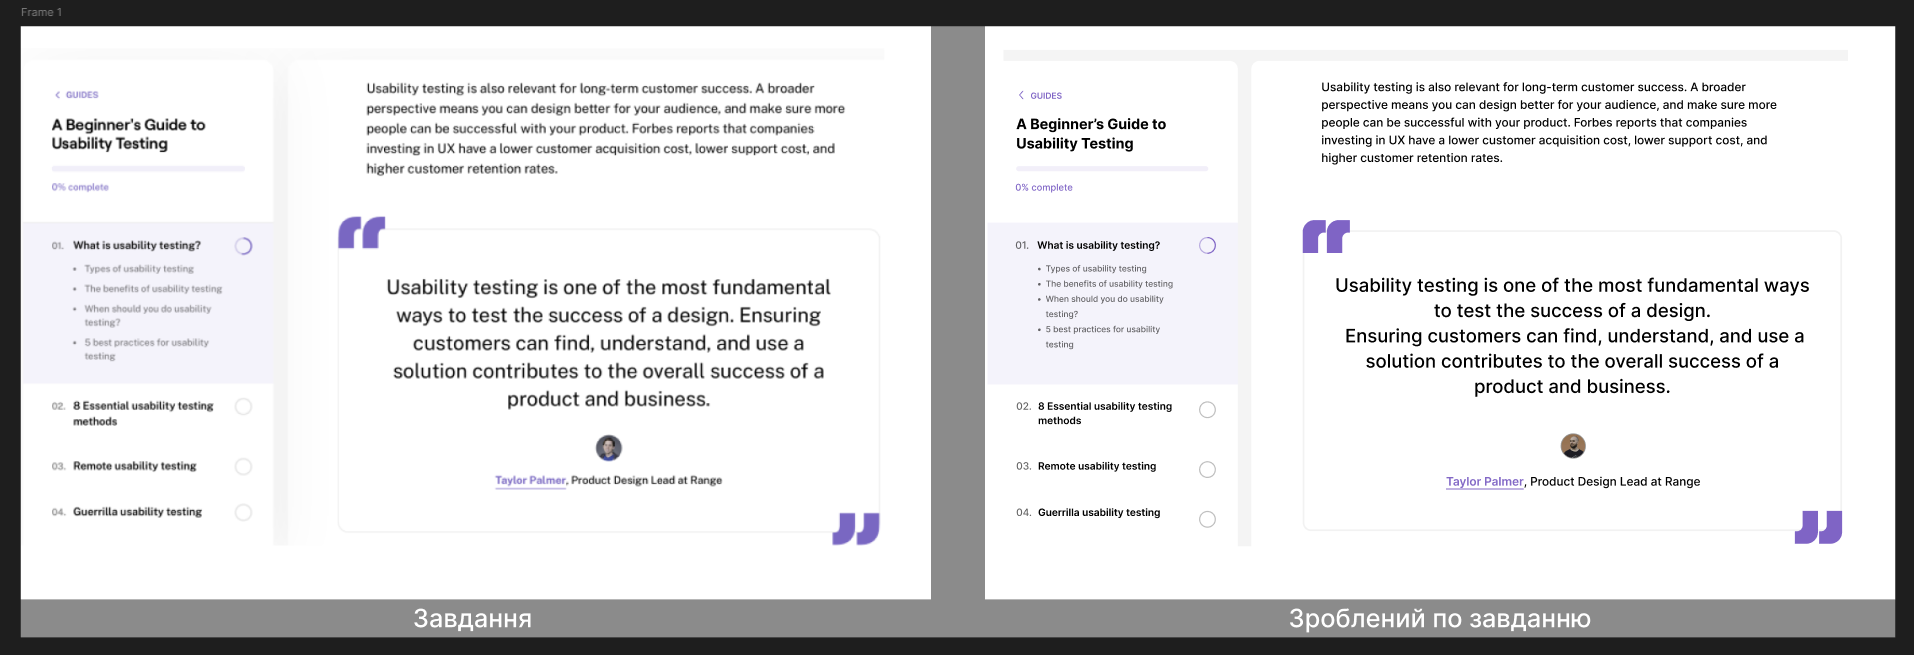 Frame 1
GUIDES
A Beginner's Guide to
Usability Testing
0% complete
01. What is usability testing?
• Types of usability testing
• The benefits of usability testing
• When should you do usability
testing?
• 5 best practices for usability
testing
02. 8 Essential usability testing
methods
03. Remote usability testing
04. Guerrilla usability testing
Usability testing is also relevant for long-term customer success. A broader
perspective means you can design better for your audience, and make sure more
people can be successful with your product. Forbes reports that companies
investing in UX have a lower customer acquisition cost, lower support cost, and
higher customer retention rates.
Usability testing is one of the most fundamental
ways to test the success of a design. Ensuring
customers can find, understand, and use a
solution contributes to the overall success of a
product and business.
Taylor Palmer, Product Design Lead at Range
Завдання
GUIDES
A Beginner’s Guide to
Usability Testing
0% complete
01. What is usability testing?
• Types of usability testing
• The benefits of usability testing
• When should you do usability
testing?
• 5 best practices for usability
testing
02. 8 Essential usability testing
methods
03. Remote usability testing
04. Guerrilla usability testing
Usability testing is also relevant for long-term customer success. A broader
perspective means you can design better for your audience, and make sure more
people can be successful with your product. Forbes reports that companies
investing in UX have a lower customer acquisition cost, lower support cost, and
higher customer retention rates.
Usability testing is one of the most fundamental ways
to test the success of a design.
Ensuring customers can find, understand, and use a
solution contributes to the overall success of a
product and business.
Taylor Palmer, Product Design Lead at Range
Зроблений по завданню